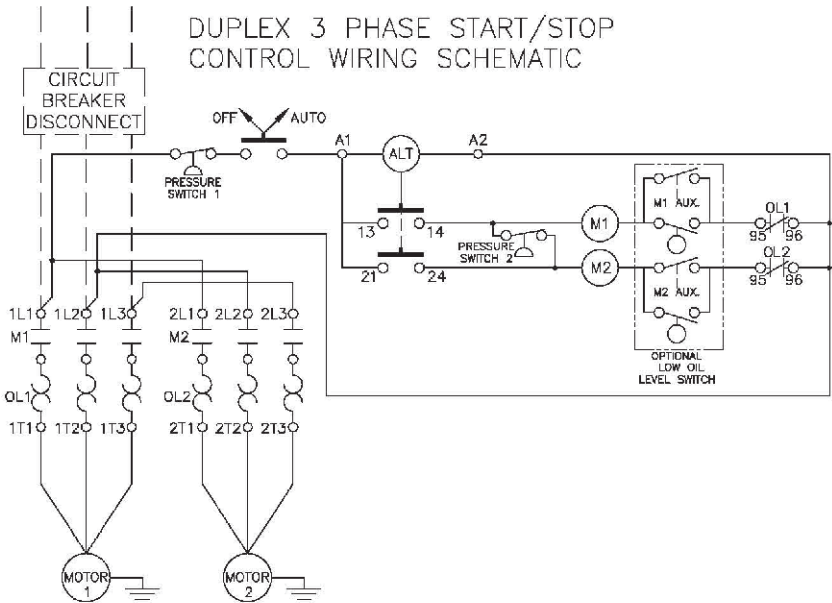 DUPLEX 3 PHASE START/STOP
CONTROL WIRING SCHEMATIC
CIRCUIT
BREAKER
DISCONNECT
OFF
AUTO
PRESSURE
SWITCH 1
A1
ALT
A2
13
14
PRESSURE
SWITCH 2
21
24
M1
M1 AUX.
OL1
95
96
M2
M2 AUX.
OL2
95
96
OPTIONAL
LOW OIL
LEVEL SWITCH
1L1
1L2
1L3
2L1
2L2
2L3
M1
M2
OL1
OL2
1T1
1T2
1T3
2T1
2T2
2T3
MOTOR
1
MOTOR
2